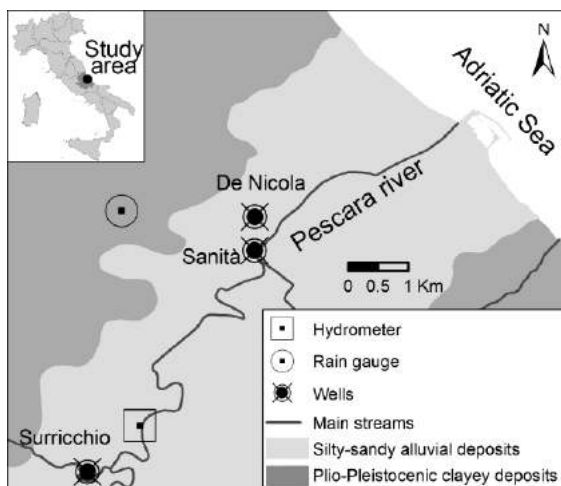 Study
area
N
Adriatic Sea
De Nicola
Pescara river
Sanità
0 0.5 1 Km
Hydrometer
Rain gauge
Surricchio
Wells
Main streams
Silty-sandy alluvial deposits
Plio-Pleistocenic clayey deposits